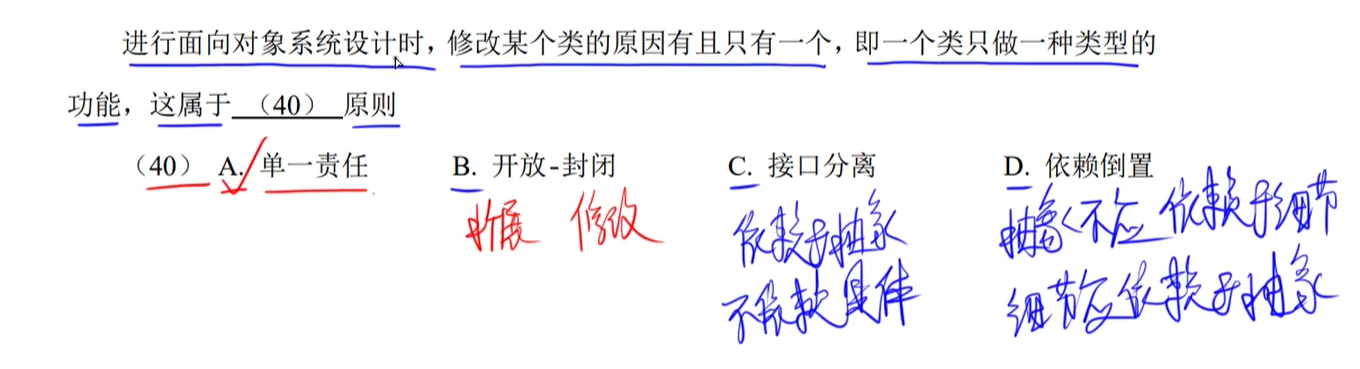 进行面向对象系统设计时，修改某个类的原因有且只有一个，即一个类只做一种类型的
功能，这属于 （40） 原则
（40） A. 单一责任 B. 开放-封闭 C. 接口分离 D. 依赖倒置
扩展 修改 依赖于抽象 抽象不应依赖于细节
不依赖具体 细节应依赖于抽象